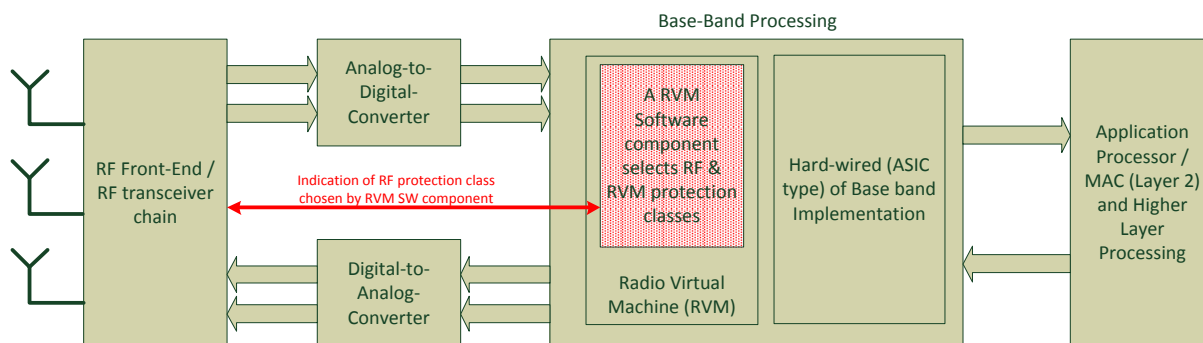 Base-Band Processing
RF Front-End /
RF transceiver
chain
Analog-to-
Digital-
Converter
Indication of RF protection class
chosen by RVM SW component
Digital-to-
Analog-
Converter
A RVM
Software
component
selects RF &
RVM protection
classes
Radio Virtual
Machine (RVM)
Hard-wired (ASIC
type) of Base band
Implementation
Application
Processor /
MAC (Layer 2)
and Higher
Layer
Processing